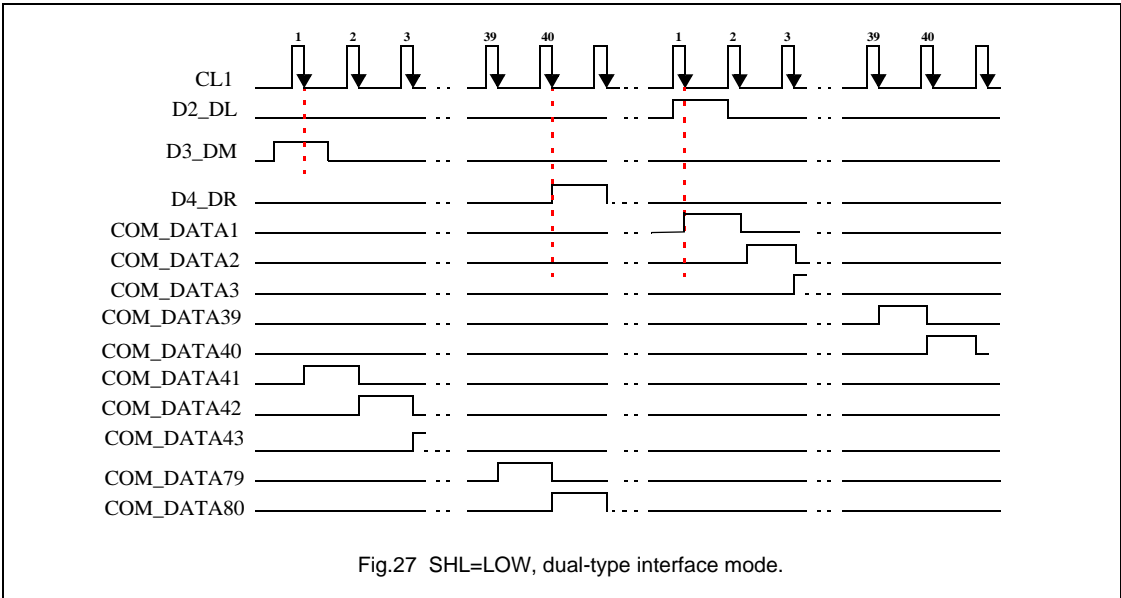 1 2 3 39 40 1 2 3 39 40
CL1
D2_DL
D3_DM
D4_DR
COM_DATA1
COM_DATA2
COM_DATA3
COM_DATA39
COM_DATA40
COM_DATA41
COM_DATA42
COM_DATA43
COM_DATA79
COM_DATA80
Fig.27 SHL=LOW, dual-type interface mode.